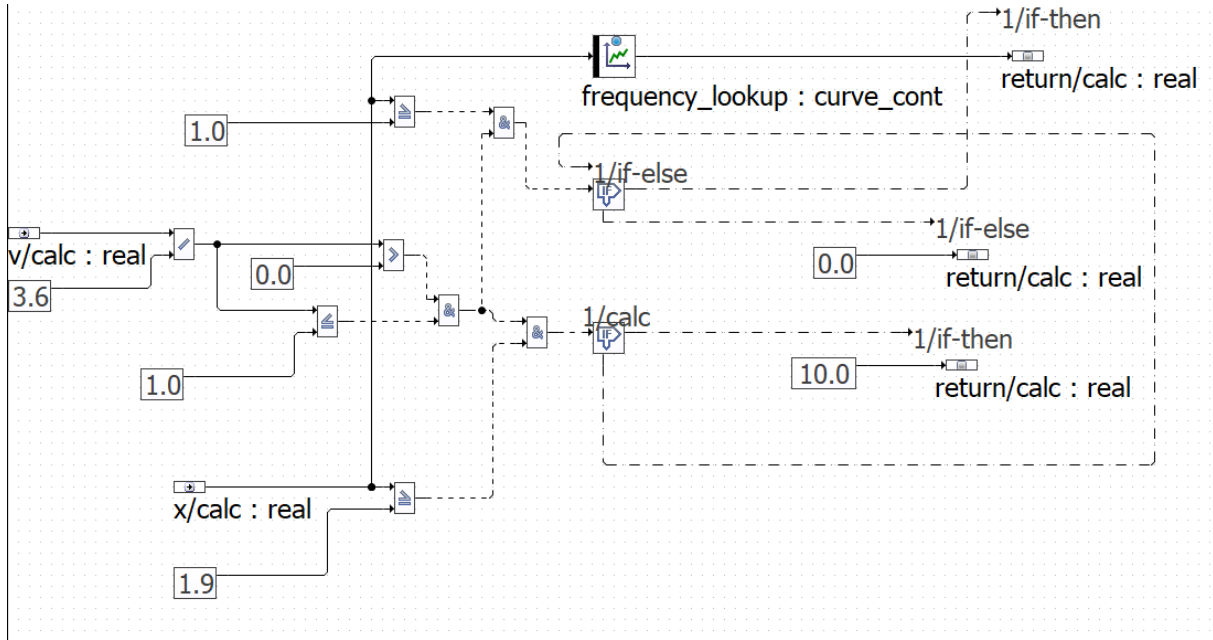 1/if-then
return/calc : real
frequency_lookup : curve_cont
≥
1.0
&
1/if-else
IF
1/if-else
return/calc : real
0.0
v/calc : real
/
3.6
>
0.0
≤
&
1.0
&
1/calc
IF
1/if-then
10.0
return/calc : real
x/calc : real
≥
1.9